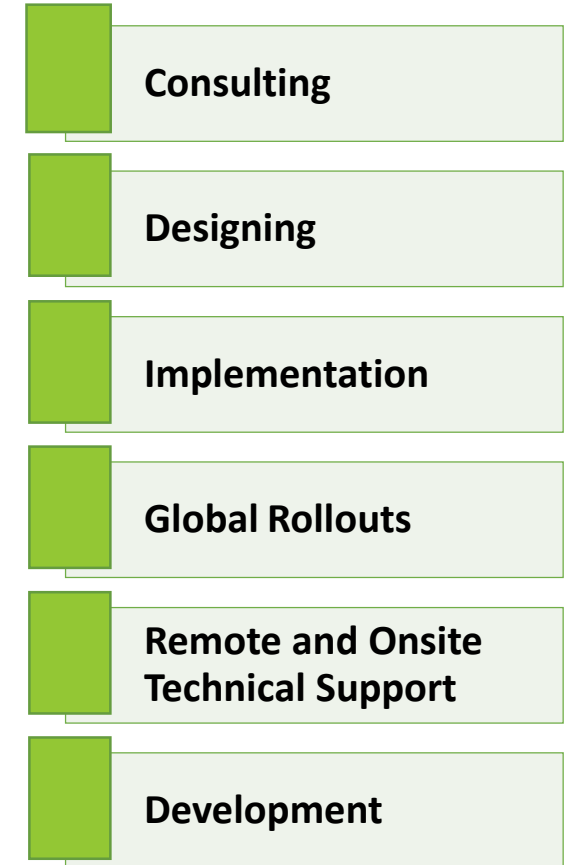 Consulting
Designing
Implementation
Global Rollouts
Remote and Onsite
Technical Support
Development